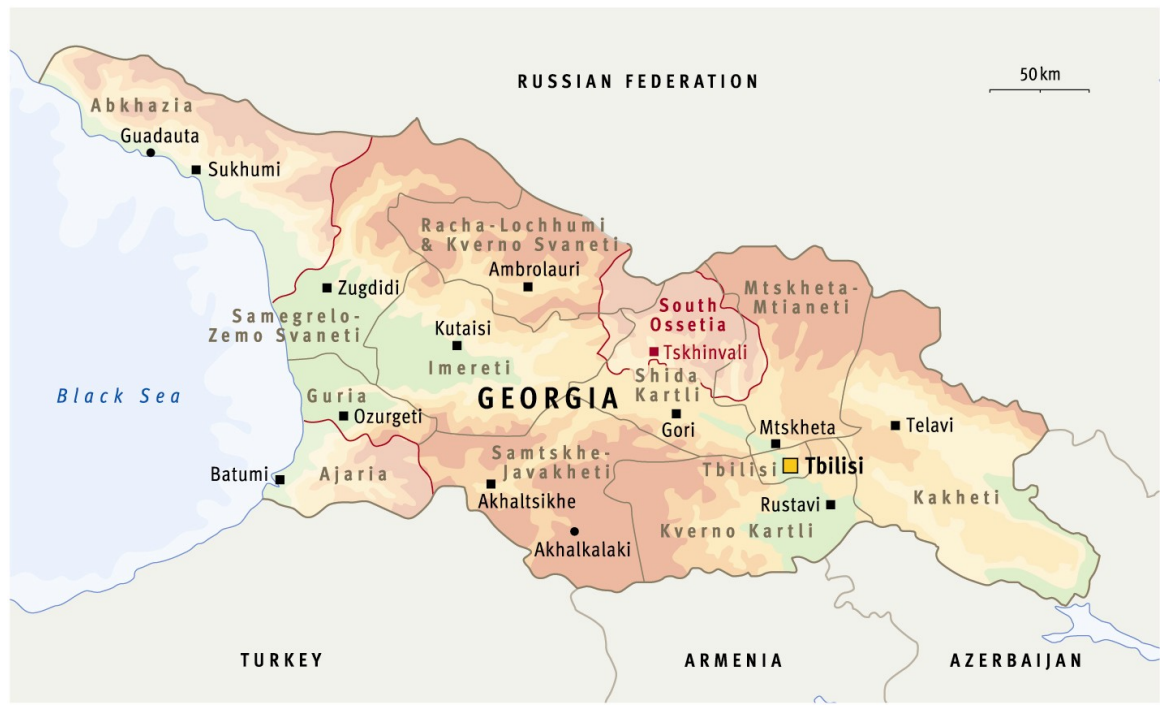 RUSSIAN FEDERATION
50 km
Abkhazia
Guadauta
Sukhumi
Racha-Lochhumi
& Kverno Svaneti
Ambrolauri
Zugdidi
Samegrelo-
Zemo Svaneti
Kutaisi
Imereti
South
Ossetia
Tskhinvali
Mtskheta-
Mtianeti
Shida
Kartli
Black Sea
Guria
Ozurgeti
GEORGIA
Gori
Mtskheta
Telavi
Batumi
Ajaria
Samtskhe-
Javakheti
Akhaltsikhe
Akhalkalaki
Tbilisi
Tbilisi
Rustavi
Kverno Kartli
Kakheti
TURKEY
ARMENIA
AZERBAIJAN